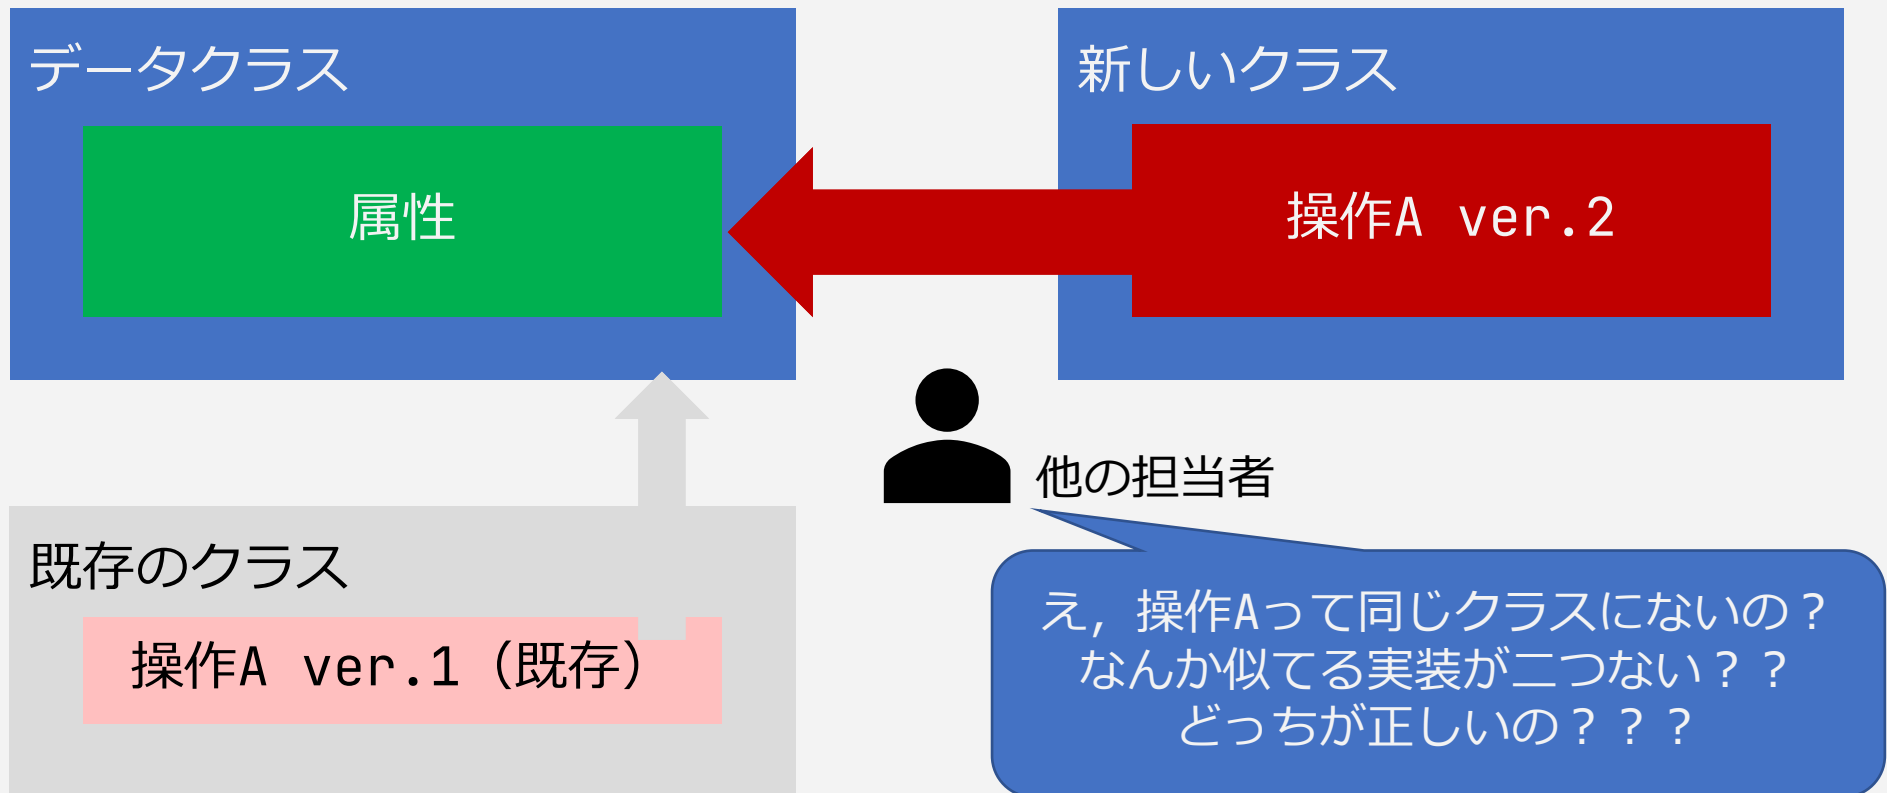 データクラス
属性
新しいクラス
操作A ver.2
既存のクラス
操作A ver.1（既存）
他の担当者
え，操作Aって同じクラスにないの？
なんか似てる実装が二つない？？
どっちが正しいの？？？